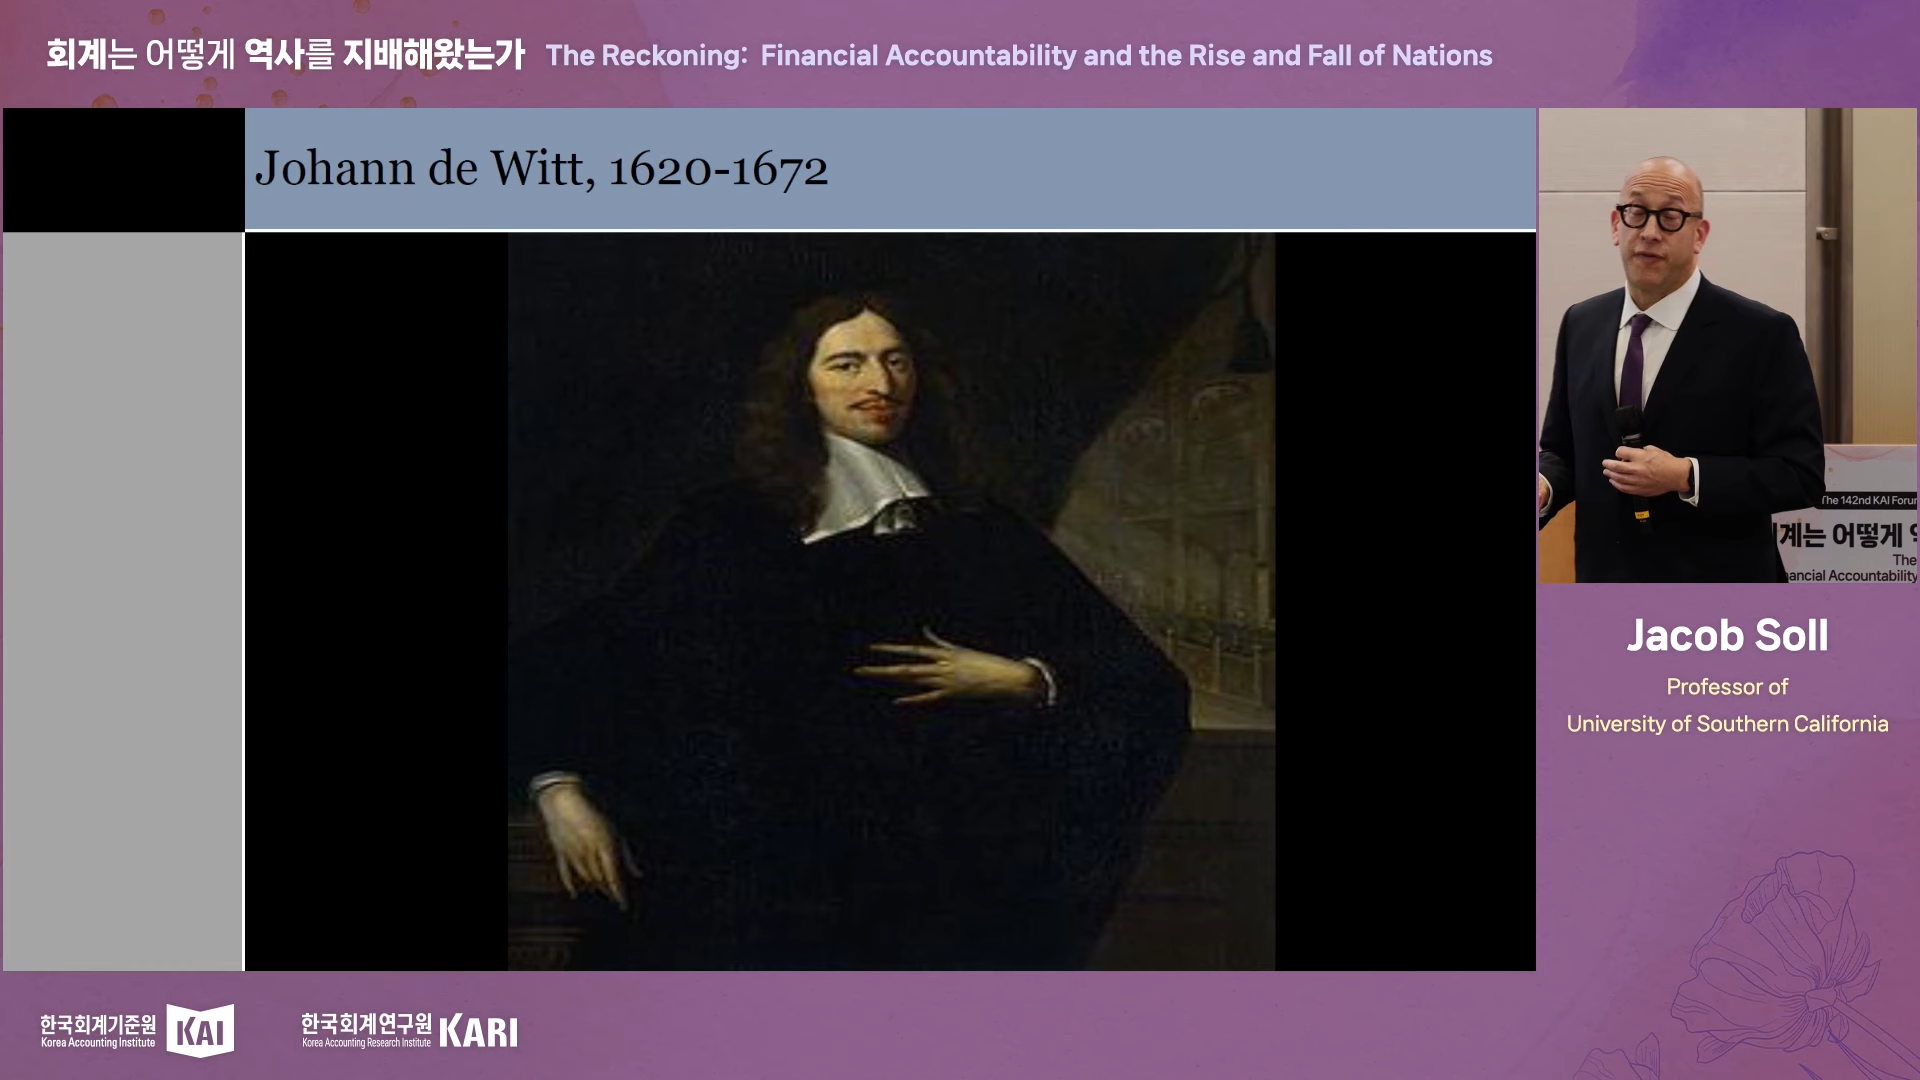 회계는 어떻게 역사를 지배해왔는가 The Reckoning: Financial Accountability and the Rise and Fall of Nations
Johann de Witt, 1620-1672
The 142nd KAI Forum
계는 어떻게
The
ancial Accountability
Jacob Soll
Professor of
University of Southern California
한국회계기준원
Korea Accounting Institute
KAI
한국회계연구원
Korea Accounting Research Institute
KARI